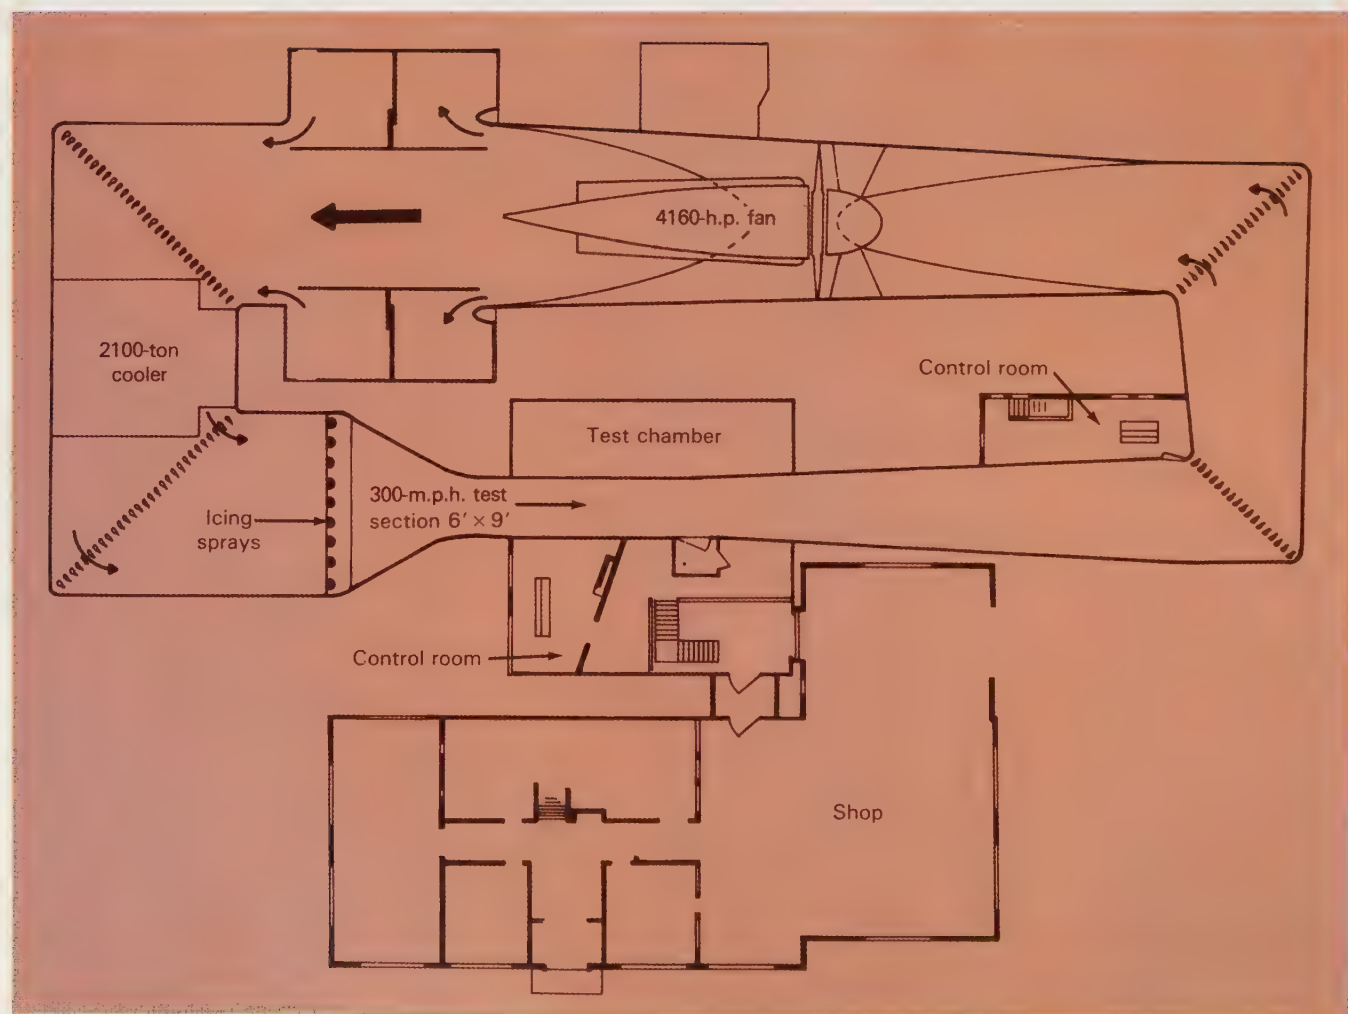 4160-h.p. fan
2100-ton
cooler
Control room
Test chamber
300-m.p.h. test
section 6' × 9'
Icing
sprays
Control room
Shop